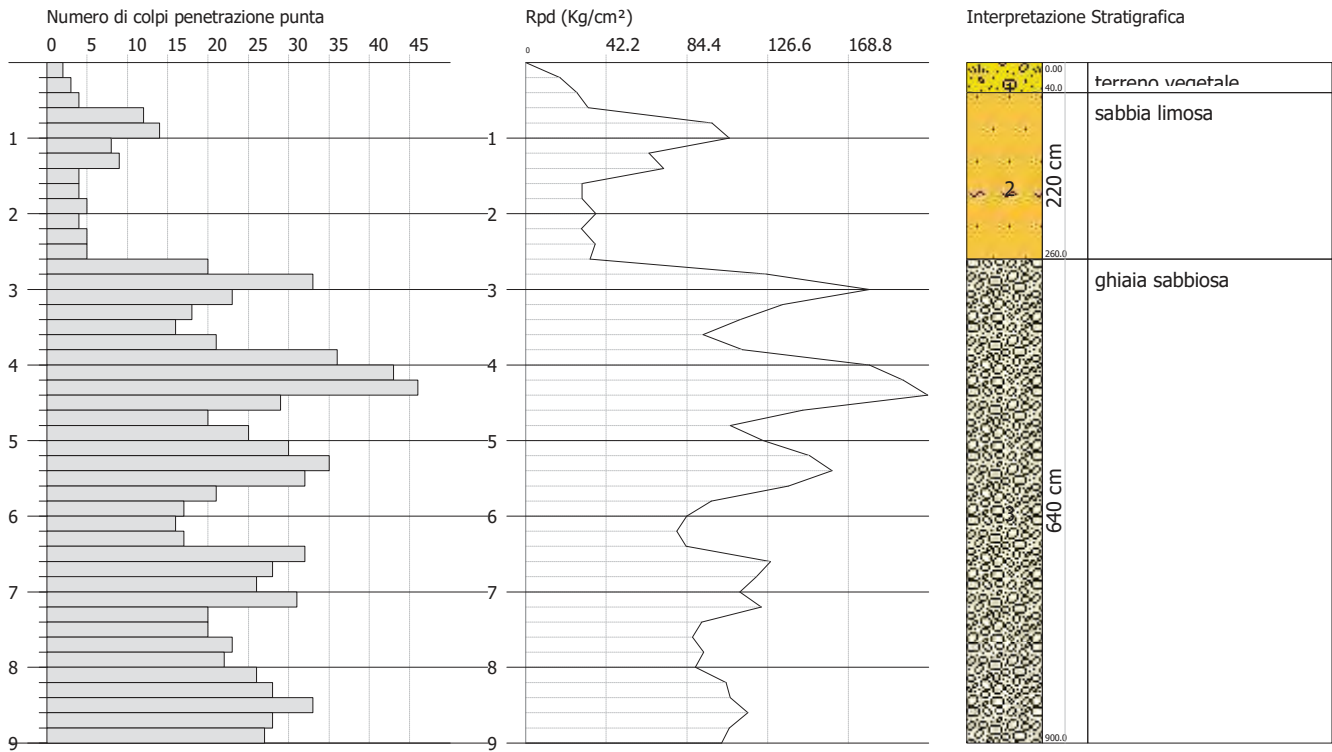 Numero di colpi penetrazione punta
Rpd (Kg/cm²)
Interpretazione Stratigrafica
0 5 10 15 20 25 30 35 40 45
0 42.2 84.4 126.6 168.8
0.00
terreno vegetale
40.0
sabbia limosa
1 1
220 cm
2
2 2
260.0
ghiaia sabbiosa
3 3
4 4
5 5
640 cm
3
6 6
7 7
8 8
9 9
900.0